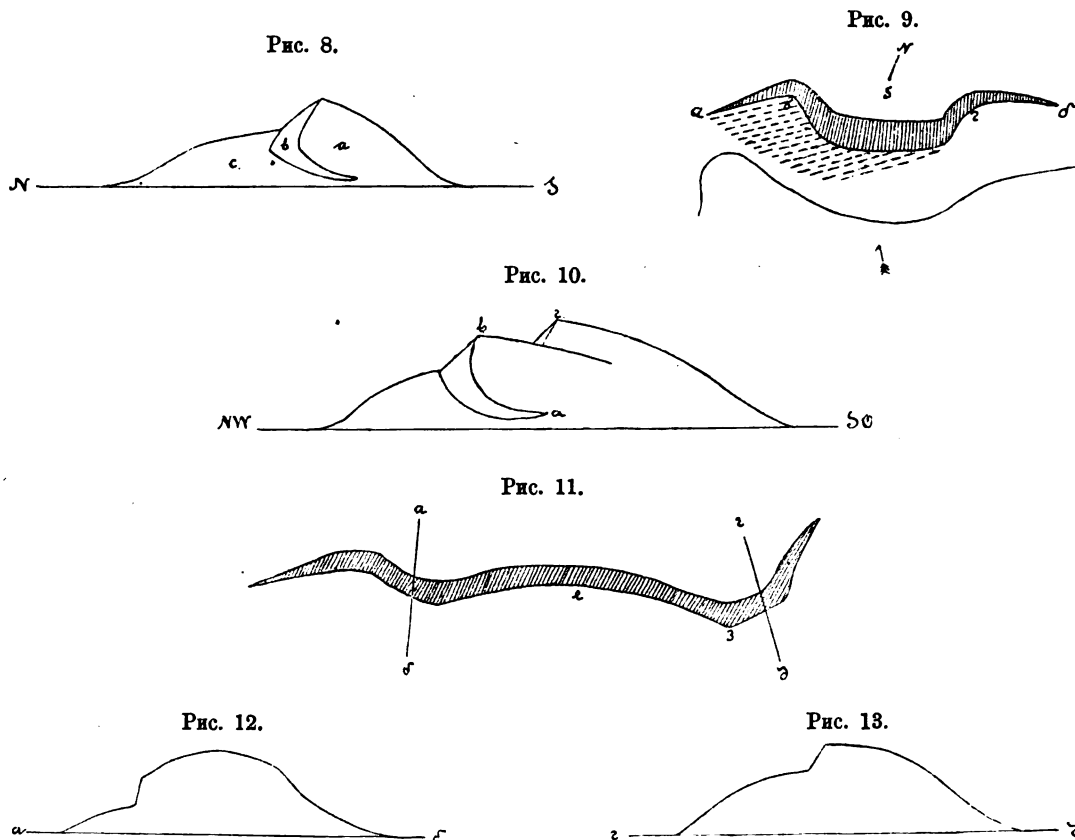 Рис. 8.
N
c.
b
a
S
Рис. 9.
N
S
а
в
г
б
Рис. 10.
NW
b
г
a
SO
Рис. 11.
а
г
е
з
б
д
Рис. 12.
а
б
Рис. 13.
г